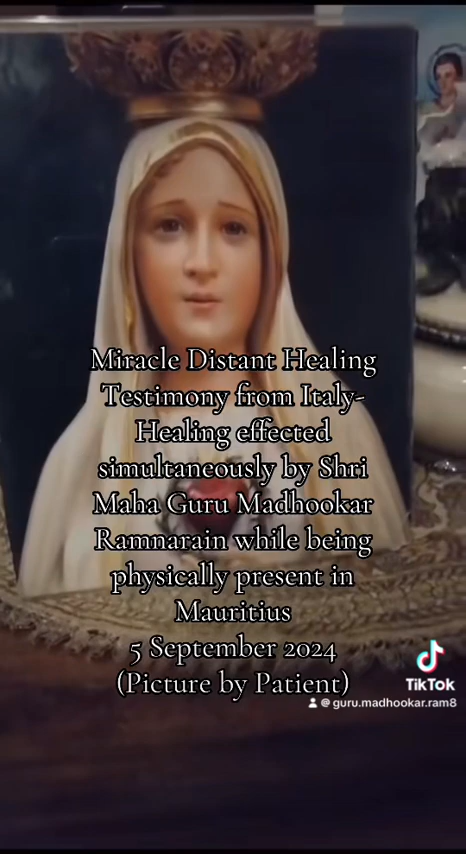 Miracle Distant Healing
Testimony from Italy-
Healing effected
simultaneously by Shri
Maha Guru Madhookar
Ramnarain while being
physically present in
Mauritius
5 September 2024
(Picture by Patient)
TikTok
@ guru.madhookar.ram8